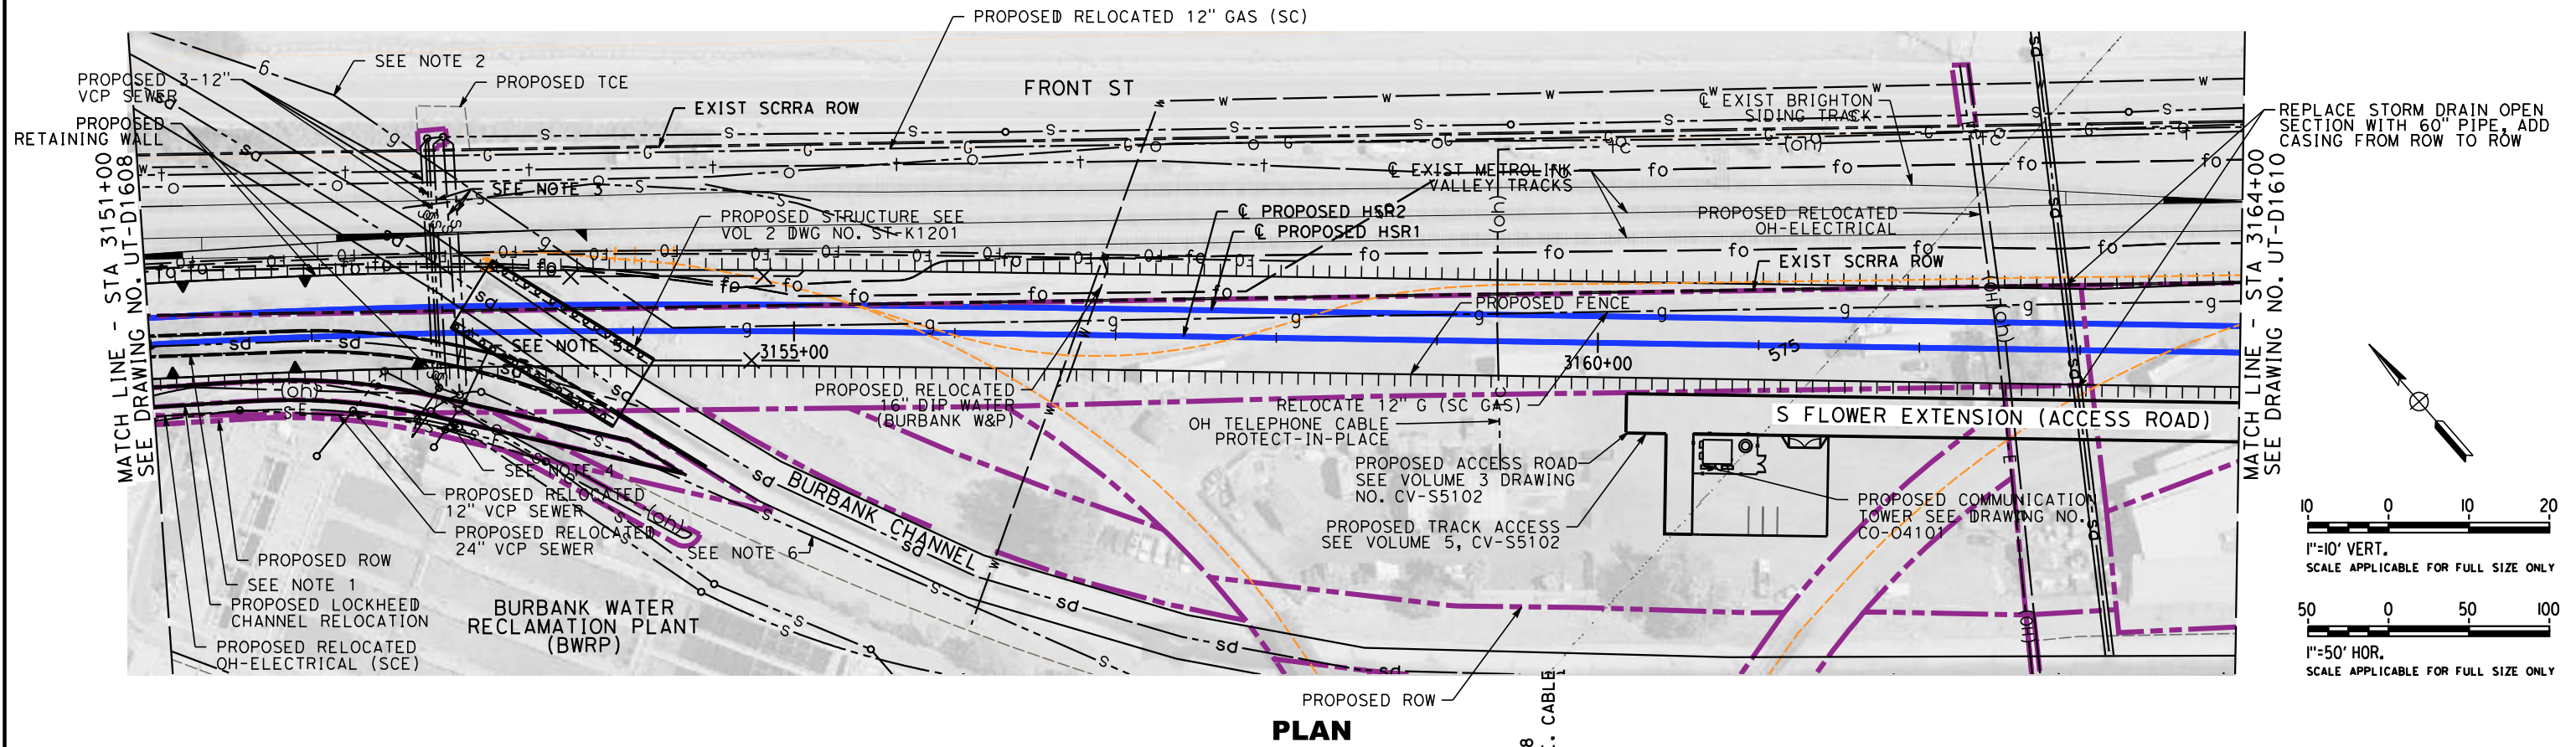 PROPOSED RELOCATED 12" GAS (SC)
SEE NOTE 2
PROPOSED 3-12"
VCP SEWER
PROPOSED TCE
PROPOSED
RETAINING WALL
EXIST SCRRA ROW
FRONT ST
℄ EXIST BRIGHTON
SIDING TRACK
REPLACE STORM DRAIN OPEN
SECTION WITH 60" PIPE, ADD
CASING FROM ROW TO ROW
MATCH LINE - STA 3151+00
SEE DRAWING NO. UT-D1608
SEE NOTE 3
℄ EXIST METROLINK
VALLEY TRACKS
PROPOSED STRUCTURE SEE
VOL 2 DWG NO. ST-K1201
℄ PROPOSED HSR2
℄ PROPOSED HSR1
PROPOSED RELOCATED
OH-ELECTRICAL
EXIST SCRRA ROW
PROPOSED FENCE
SEE NOTE 5
3155+00
3160+00
575
PROPOSED RELOCATED
16" DIP WATER
(BURBANK W&P)
RELOCATE 12" G (SC GAS)
OH TELEPHONE CABLE
PROTECT-IN-PLACE
S FLOWER EXTENSION (ACCESS ROAD)
MATCH LINE - STA 3164+00
SEE DRAWING NO. UT-D1610
SEE NOTE 4
PROPOSED RELOCATED
12" VCP SEWER
PROPOSED RELOCATED
24" VCP SEWER
BURBANK CHANNEL
SEE NOTE 6
PROPOSED ACCESS ROAD
SEE VOLUME 3 DRAWING
NO. CV-S5102
PROPOSED TRACK ACCESS
SEE VOLUME 5, CV-S5102
PROPOSED COMMUNICATION
TOWER SEE DRAWING NO.
CO-O4101
PROPOSED ROW
SEE NOTE 1
PROPOSED LOCKHEED
CHANNEL RELOCATION
PROPOSED RELOCATED
OH-ELECTRICAL (SCE)
BURBANK WATER
RECLAMATION PLANT
(BWRP)
10 0 10 20
1"=10' VERT.
SCALE APPLICABLE FOR FULL SIZE ONLY
50 0 50 100
1"=50' HOR.
SCALE APPLICABLE FOR FULL SIZE ONLY
PROPOSED ROW
PLAN
CABLE